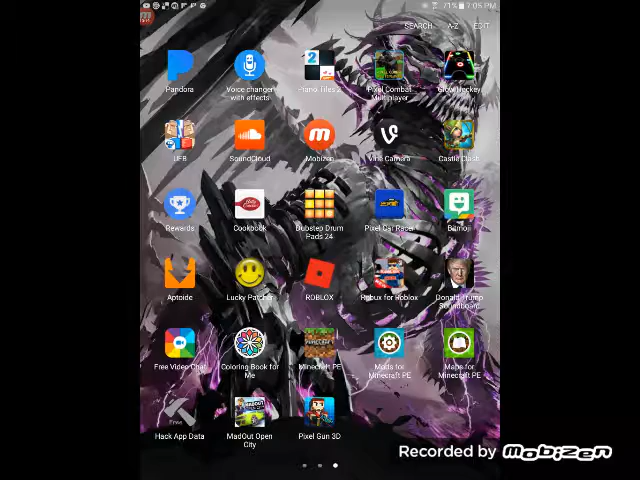 71% 7:05 PM
SEARCH A-Z EDIT
Pandora
Voice changer with effects
Piano Tiles 2
Pixel Combat Multiplayer
Glow Hockey
UFB
SoundCloud
Mobizen
Vine Camera
Castle Clash
Rewards
Cookbook
Dubstep Drum Pads 24
Pixel Car Racer
Bitmoji
Aptoide
Lucky Patcher
ROBLOX
Robux for Roblox
Donald Trump Soundboard
Free Video Chat
Coloring Book for Me
Minecraft PE
Mods for Minecraft PE
Maps for Minecraft PE
Hack App Data
MadOut Open City
Pixel Gun 3D
Recorded by Mobizen